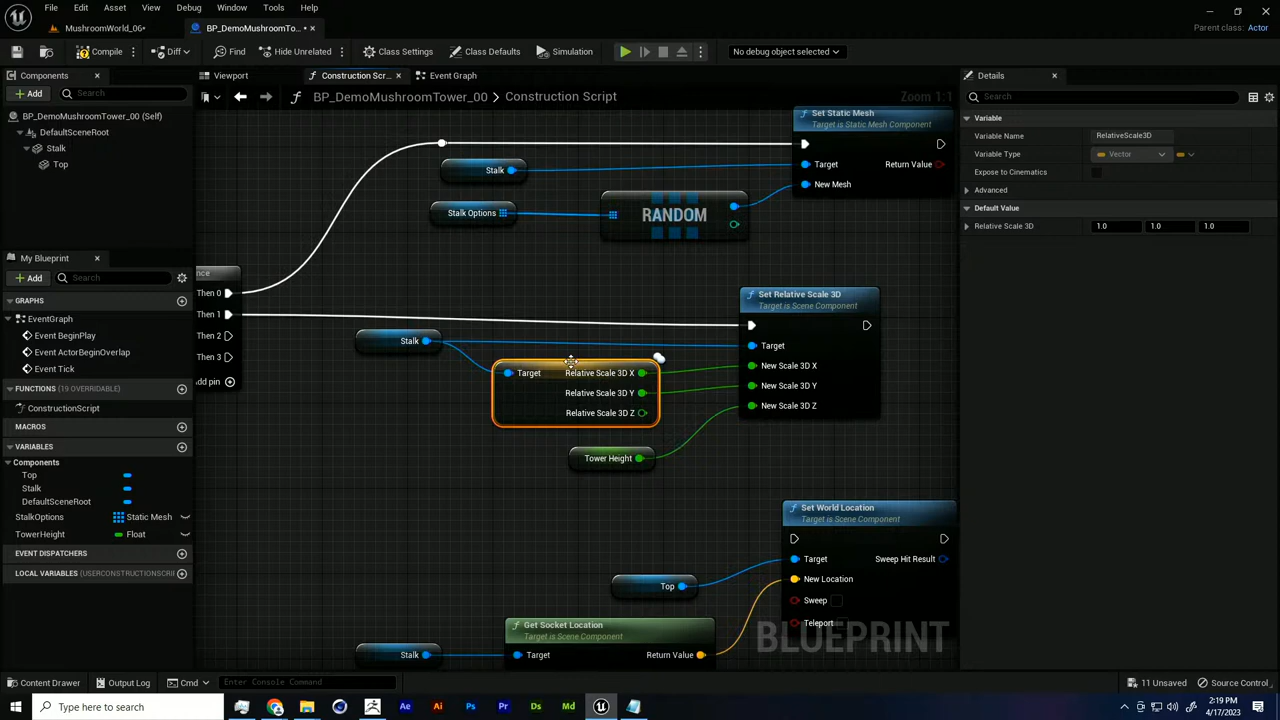 File
Edit
Asset
View
Debug
Window
Tools
Help
MushroomWorld_06•
BP_DemoMushroomTo... •
Parent class: Actor
Compile
Diff
Find
Hide Unrelated
Class Settings
Class Defaults
Simulation
No debug object selected
Components
Viewport
Construction Scr...
Event Graph
Details
Add
Search
BP_DemoMushroomTower_00 > Construction Script
Zoom 1:1
Search
BP_DemoMushroomTower_00 (Self)
DefaultSceneRoot
Stalk
Top
Variable
Variable Name
RelativeScale3D
Variable Type
Vector
Expose to Cinematics
Advanced
Default Value
Relative Scale 3D
1.0
1.0
1.0
Set Static Mesh
Target is Static Mesh Component
Target
Return Value
New Mesh
Stalk
Stalk Options
RANDOM
My Blueprint
Add
Search
GRAPHS
EventGraph
Event BeginPlay
Event ActorBeginOverlap
Event Tick
FUNCTIONS (19 OVERRIDABLE)
ConstructionScript
MACROS
VARIABLES
Components
Top
Stalk
DefaultSceneRoot
StalkOptions
Static Mesh
TowerHeight
Float
EVENT DISPATCHERS
LOCAL VARIABLES (USERCONSTRUCTIONSCRI
Then 0
Then 1
Then 2
Then 3
Stalk
Target
Relative Scale 3D X
Relative Scale 3D Y
Relative Scale 3D Z
Tower Height
Set Relative Scale 3D
Target is Scene Component
Target
New Scale 3D X
New Scale 3D Y
New Scale 3D Z
Set World Location
Target is Scene Component
Target
Sweep Hit Result
New Location
Sweep
Teleport
Top
Get Socket Location
Target is Scene Component
Stalk
Target
Return Value
BLUEPRINT
Content Drawer
Output Log
Cmd
Enter Console Command
11 Unsaved
Source Control
Type here to search
Ae
Ai
Ps
Pr
Ds
Md
2:19 PM
4/17/2023